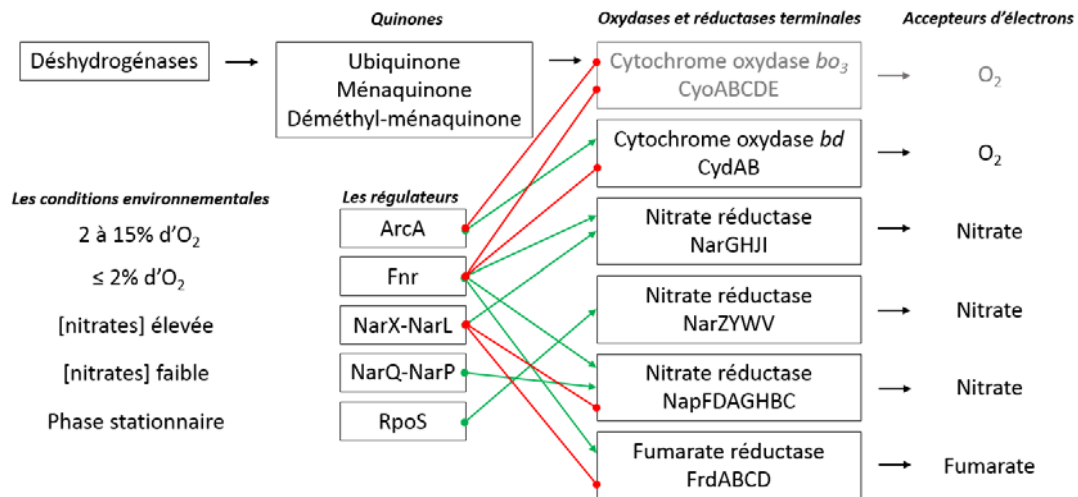 Quinones
Oxydases et réductases terminales
Accepteurs d’électrons
Déshydrogénases
Ubiquinone
Ménaquinone
Déméthyl-ménaquinone
Cytochrome oxydase bo₃
CyoABCDE
O₂
Cytochrome oxydase bd
CydAB
O₂
Les conditions environnementales
Les régulateurs
2 à 15% d’O₂
ArcA
Nitrate réductase
NarGHJI
Nitrate
≤ 2% d’O₂
Fnr
[nitrates] élevée
NarX-NarL
Nitrate réductase
NarZYWV
Nitrate
[nitrates] faible
NarQ-NarP
Nitrate réductase
NapFDAGHBC
Nitrate
Phase stationnaire
RpoS
Fumarate réductase
FrdABCD
Fumarate